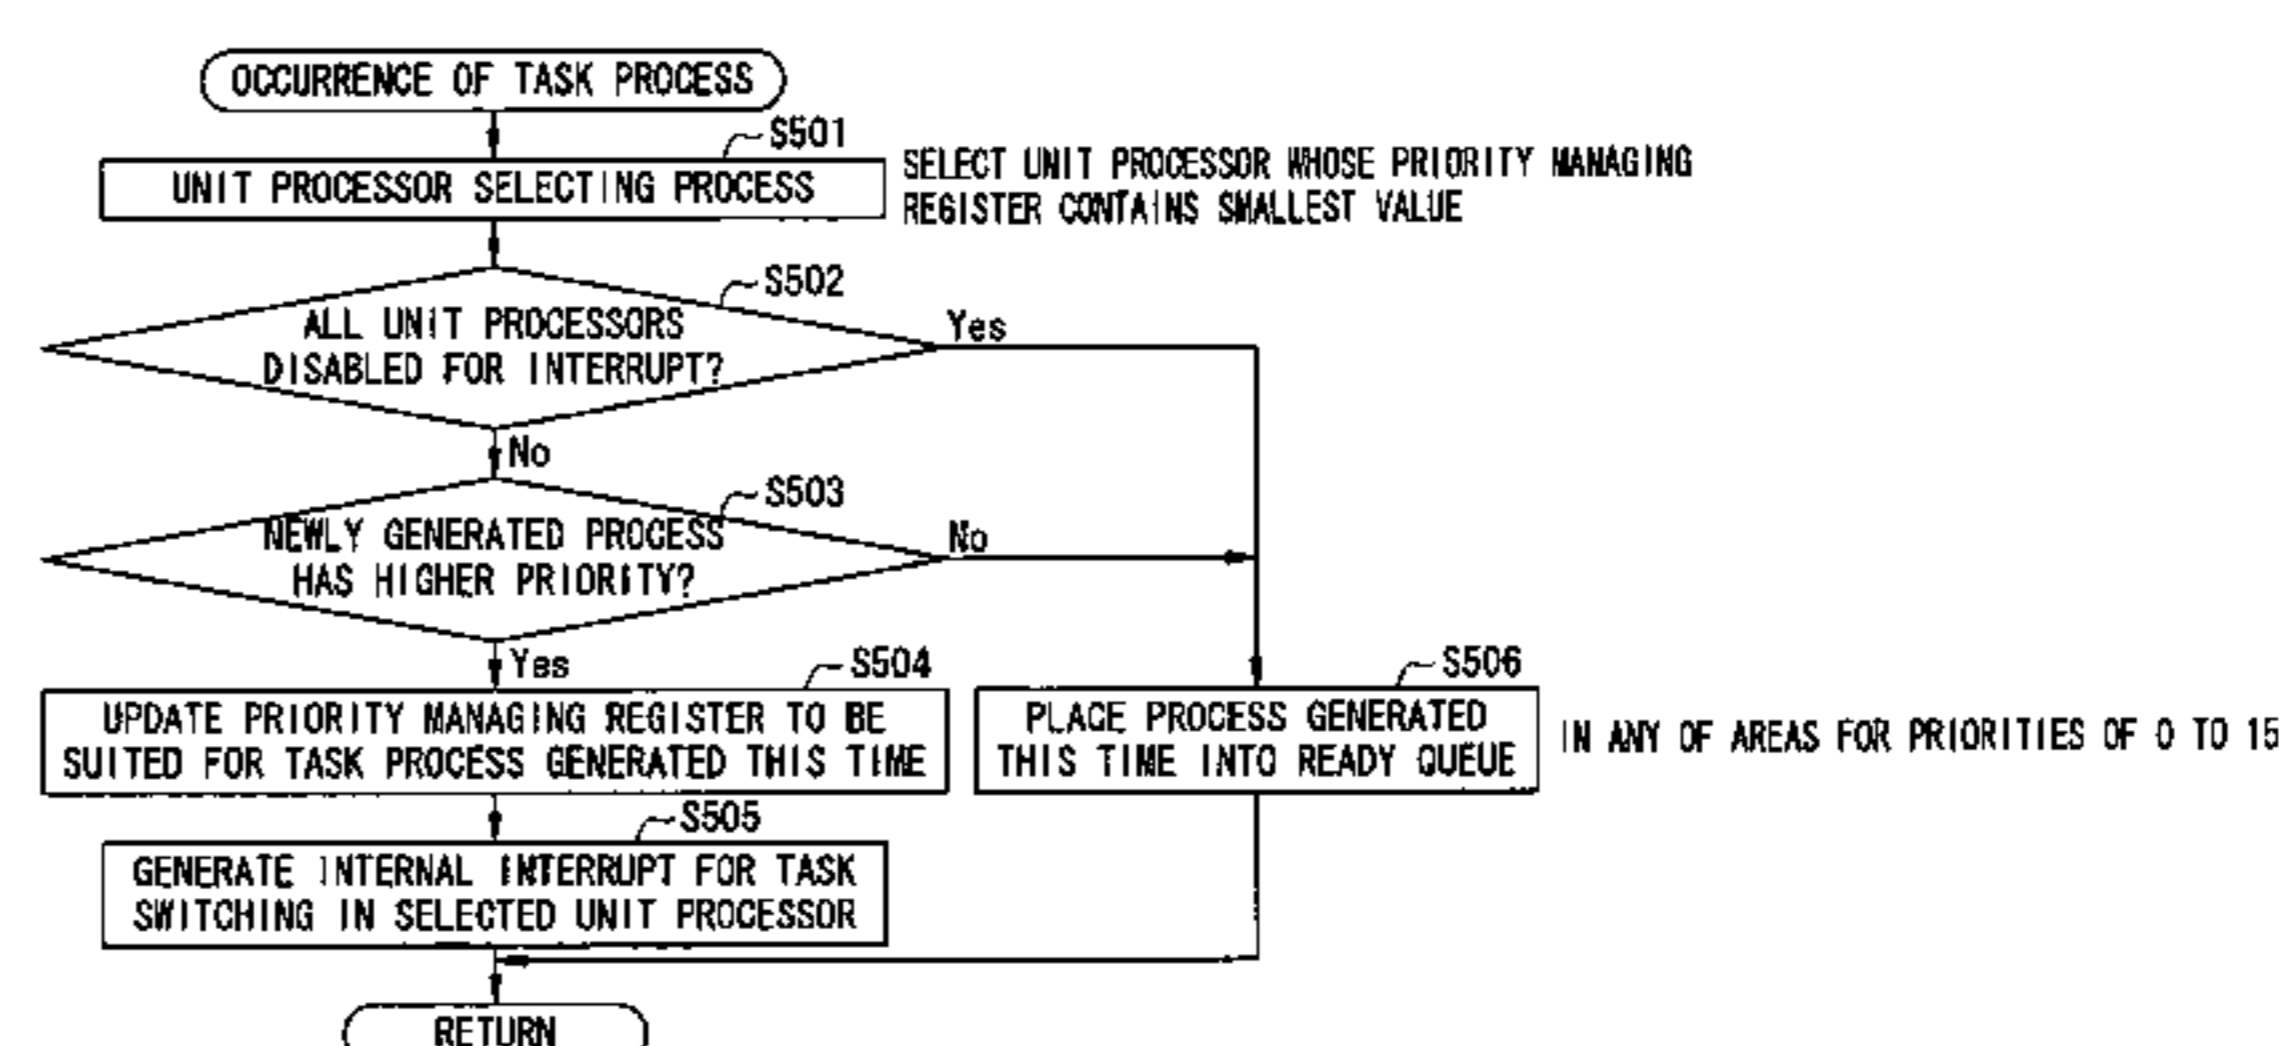 OCCURRENCE OF TASK PROCESS
S501
UNIT PROCESSOR SELECTING PROCESS
SELECT UNIT PROCESSOR WHOSE PRIORITY MANAGING
REGISTER CONTAINS SMALLEST VALUE
S502
ALL UNIT PROCESSORS
DISABLED FOR INTERRUPT?
Yes
No
S503
NEWLY GENERATED PROCESS
HAS HIGHER PRIORITY?
No
Yes
S504
UPDATE PRIORITY MANAGING REGISTER TO BE
SUITED FOR TASK PROCESS GENERATED THIS TIME
S506
PLACE PROCESS GENERATED
THIS TIME INTO READY QUEUE
IN ANY OF AREAS FOR PRIORITIES OF 0 TO 15
S505
GENERATE INTERNAL INTERRUPT FOR TASK
SWITCHING IN SELECTED UNIT PROCESSOR
RETURN